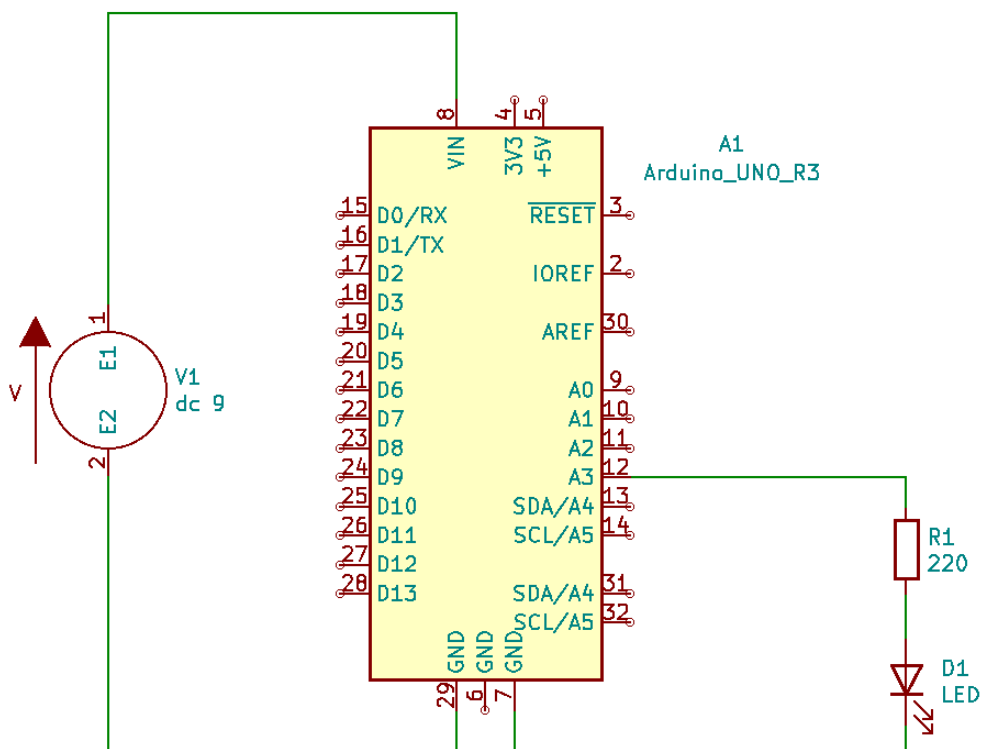 8
4
5
VIN
3V3
+5V
A1
Arduino_UNO_R3
15 D0/RX
RESET 3
16 D1/TX
17 D2
IOREF 2
18 D3
19 D4
AREF 30
20 D5
21 D6
A0 9
22 D7
A1 10
23 D8
A2 11
24 D9
A3 12
25 D10
SDA/A4 13
26 D11
SCL/A5 14
27 D12
28 D13
SDA/A4 31
SCL/A5 32
GND
GND
GND
29
6
7
1
E1
V
E2
2
V1
dc 9
R1
220
D1
LED